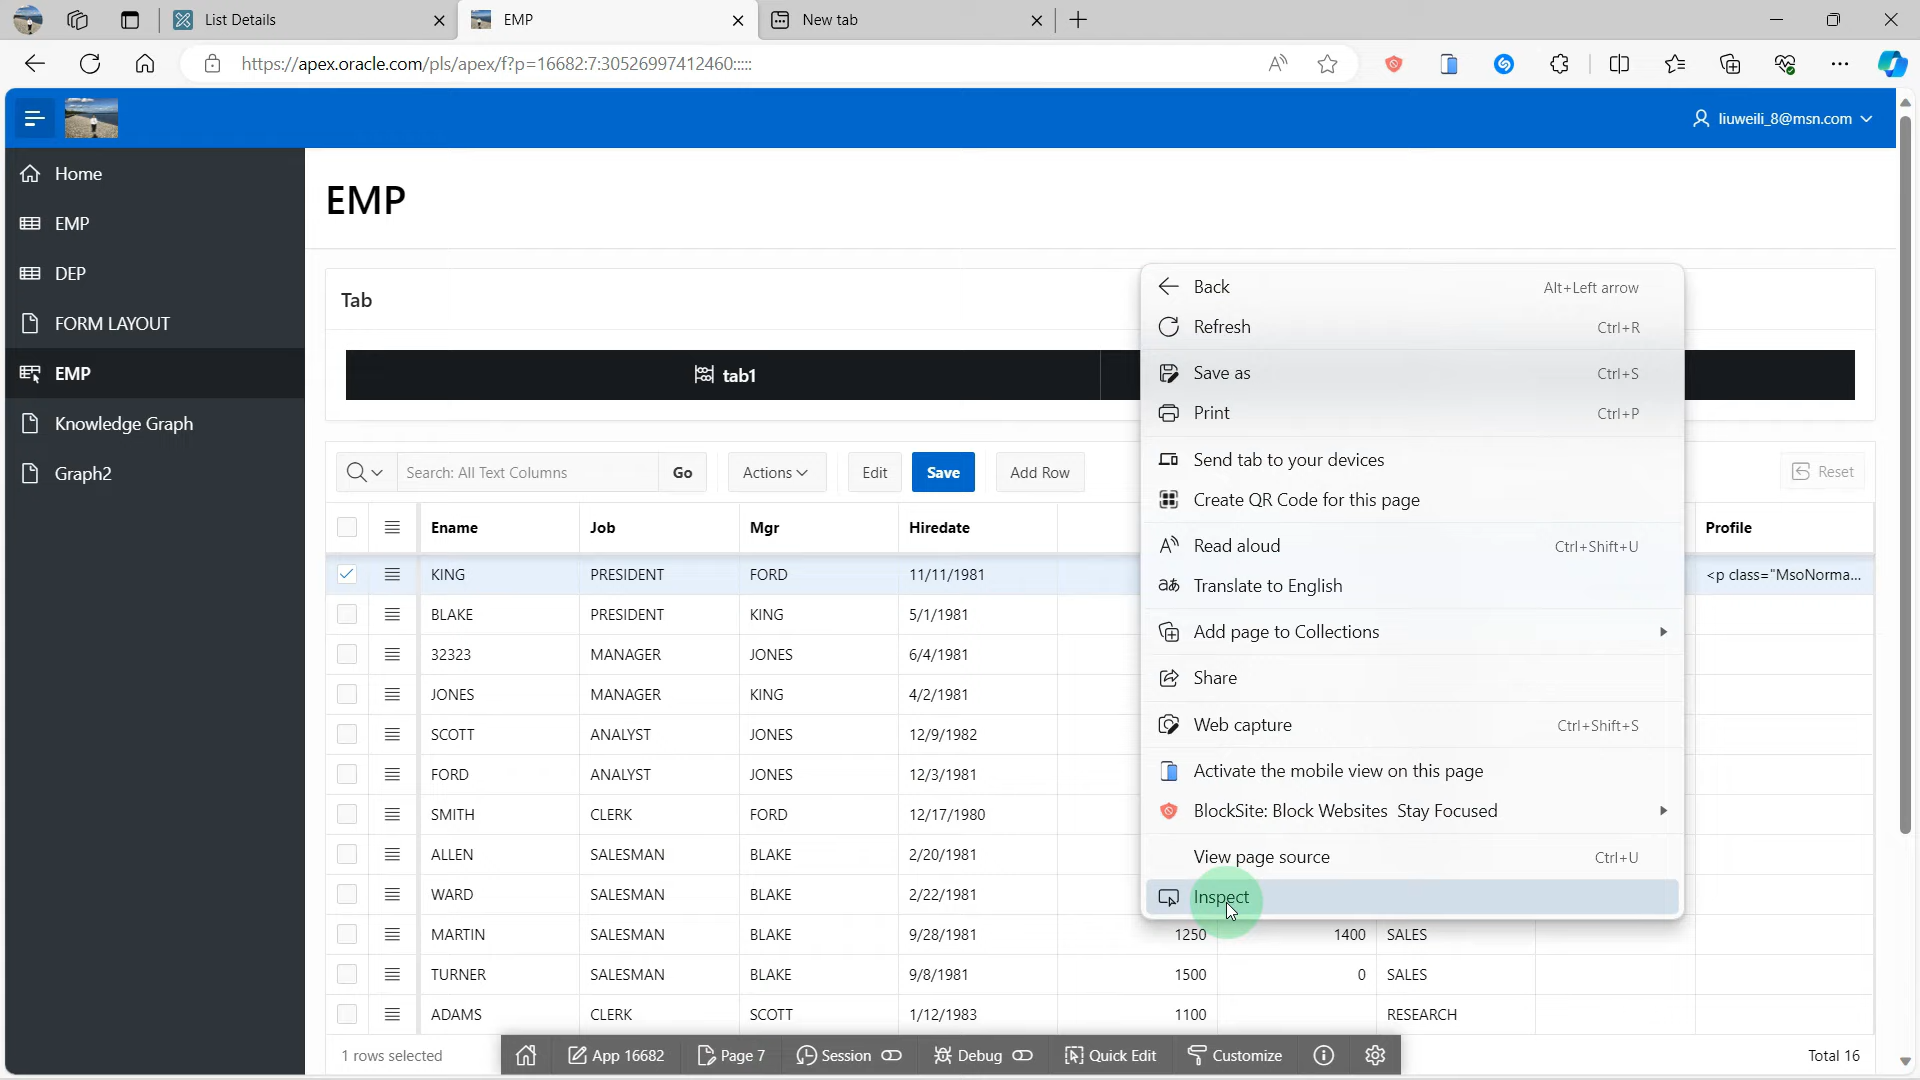 List Details
EMP
New tab
https://apex.oracle.com/pls/apex/f?p=16682:7:30526997412460:::::
liuweili_8@msn.com
Home
EMP
DEP
FORM LAYOUT
EMP
Knowledge Graph
Graph2
EMP
Tab
tab1
Search: All Text Columns Go Actions Edit Save Add Row Reset
Ename Job Mgr Hiredate Profile
KING PRESIDENT FORD 11/11/1981 <p class="MsoNorma...
BLAKE PRESIDENT KING 5/1/1981
32323 MANAGER JONES 6/4/1981
JONES MANAGER KING 4/2/1981
SCOTT ANALYST JONES 12/9/1982
FORD ANALYST JONES 12/3/1981
SMITH CLERK FORD 12/17/1980
ALLEN SALESMAN BLAKE 2/20/1981
WARD SALESMAN BLAKE 2/22/1981
MARTIN SALESMAN BLAKE 9/28/1981 1250 1400 SALES
TURNER SALESMAN BLAKE 9/8/1981 1500 0 SALES
ADAMS CLERK SCOTT 1/12/1983 1100 RESEARCH
1 rows selected
Total 16
Back Alt+Left arrow
Refresh Ctrl+R
Save as Ctrl+S
Print Ctrl+P
Send tab to your devices
Create QR Code for this page
Read aloud Ctrl+Shift+U
Translate to English
Add page to Collections
Share
Web capture Ctrl+Shift+S
Activate the mobile view on this page
BlockSite: Block Websites Stay Focused
View page source Ctrl+U
Inspect
App 16682 Page 7 Session Debug Quick Edit Customize